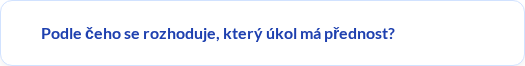 Podle čeho se rozhoduje, který úkol má přednost?